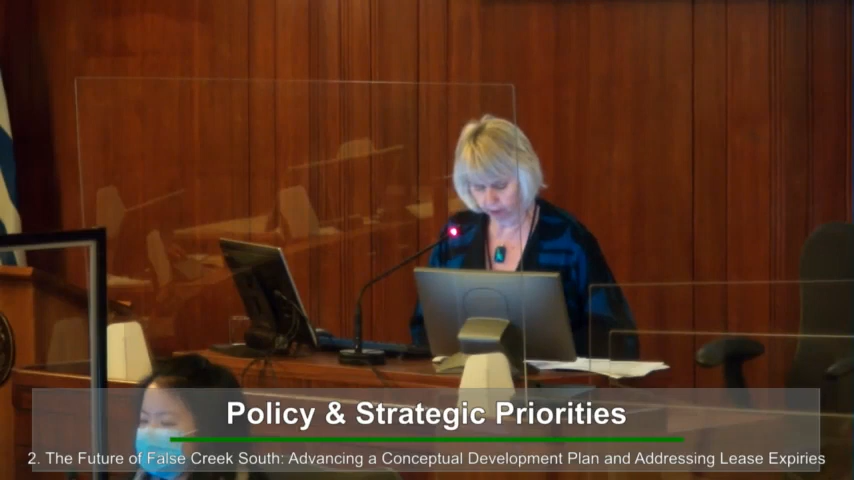 Policy & Strategic Priorities
2. The Future of False Creek South: Advancing a Conceptual Development Plan and Addressing Lease Expiries